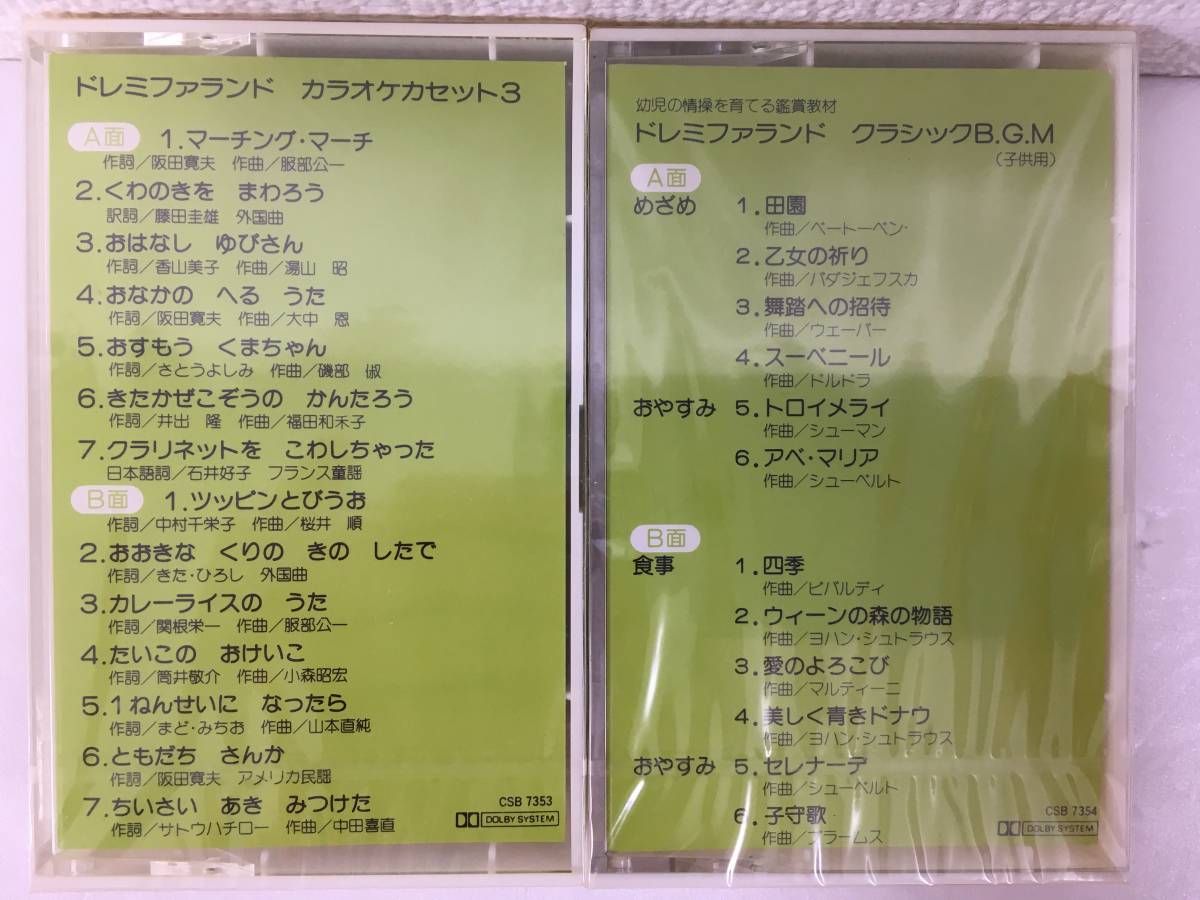 ドレミファランド カラオケカセット3
A面 1.マーチング・マーチ
作詞/阪田寛夫 作曲/服部公一
2.くわのきを まわろう
訳詞/藤田圭雄 外国曲
3.おはなし ゆびさん
作詞/香山美子 作曲/湯山 昭
4.おなかの へる うた
作詞/阪田寛夫 作曲/大中 恩
5.おすもう くまちゃん
作詞/さとうよしみ 作曲/磯部 俶
6.きたかぜこぞうの かんたろう
作詞/井出 隆 作曲/福田和禾子
7.クラリネットを こわしちゃった
日本語詞/石井好子 フランス童謡
B面 1.ツッピンとびうお
作詞/中村千栄子 作曲/桜井 順
2.おおきな くりの きの したで
作詞/きた・ひろし 外国曲
3.カレーライスの うた
作詞/関根栄一 作曲/服部公一
4.たいこの おけいこ
作詞/筒井敬介 作曲/小森昭宏
5.1ねんせいに なったら
作詞/まど・みちお 作曲/山本直純
6.ともだち さんか
作詞/阪田寛夫 アメリカ民謡
7.ちいさい あき みつけた
作詞/サトウハチロー 作曲/中田喜直
CSB 7353
DOLBY SYSTEM
幼児の情操を育てる鑑賞教材
ドレミファランド クラシックB.G.M
(子供用)
A面
めざめ 1.田園
作曲/ベートーベン・
2.乙女の祈り
作曲/バダジェフスカ
3.舞踏への招待
作曲/ウェーバー
4.スーベニール
作曲/ドルドラ
おやすみ 5.トロイメライ
作曲/シューマン
6.アベ・マリア
作曲/シューベルト
B面
食事 1.四季
作曲/ビバルディ
2.ウィーンの森の物語
作曲/ヨハン・シュトラウス
3.愛のよろこび
作曲/マルティーニ
4.美しく青きドナウ
作曲/ヨハン・シュトラウス
おやすみ 5.セレナーデ
作曲/シューベルト
6.子守歌
作曲/ブラームス
CSB 7354
DOLBY SYSTEM